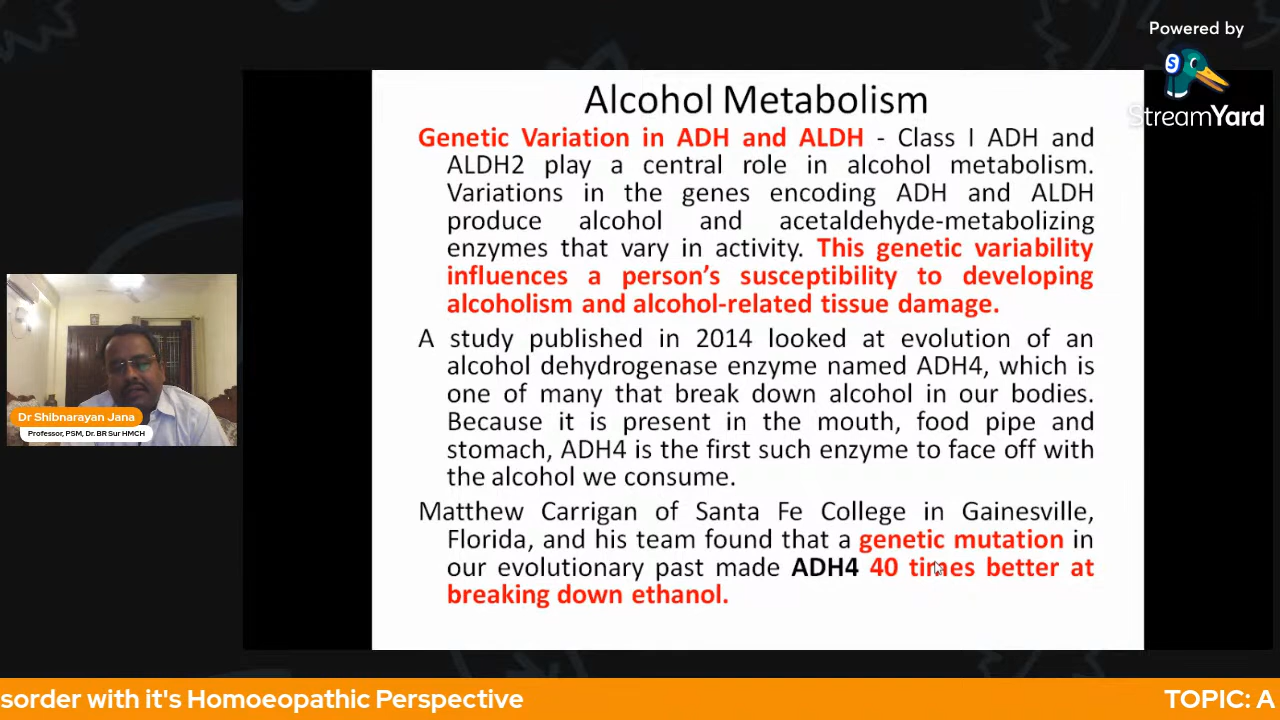 Powered by
StreamYard
Alcohol Metabolism
Genetic Variation in ADH and ALDH - Class I ADH and
ALDH2 play a central role in alcohol metabolism.
Variations in the genes encoding ADH and ALDH
produce alcohol and acetaldehyde-metabolizing
enzymes that vary in activity. This genetic variability
influences a person's susceptibility to developing
alcoholism and alcohol-related tissue damage.
A study published in 2014 looked at evolution of an
alcohol dehydrogenase enzyme named ADH4, which is
one of many that break down alcohol in our bodies.
Because it is present in the mouth, food pipe and
stomach, ADH4 is the first such enzyme to face off with
the alcohol we consume.
Matthew Carrigan of Santa Fe College in Gainesville,
Florida, and his team found that a genetic mutation in
our evolutionary past made ADH4 40 times better at
breaking down ethanol.
Dr Shibnarayan Jana
Professor, PSM, Dr. BR Sur HMCH
sorder with it's Homoeopathic Perspective
TOPIC: A